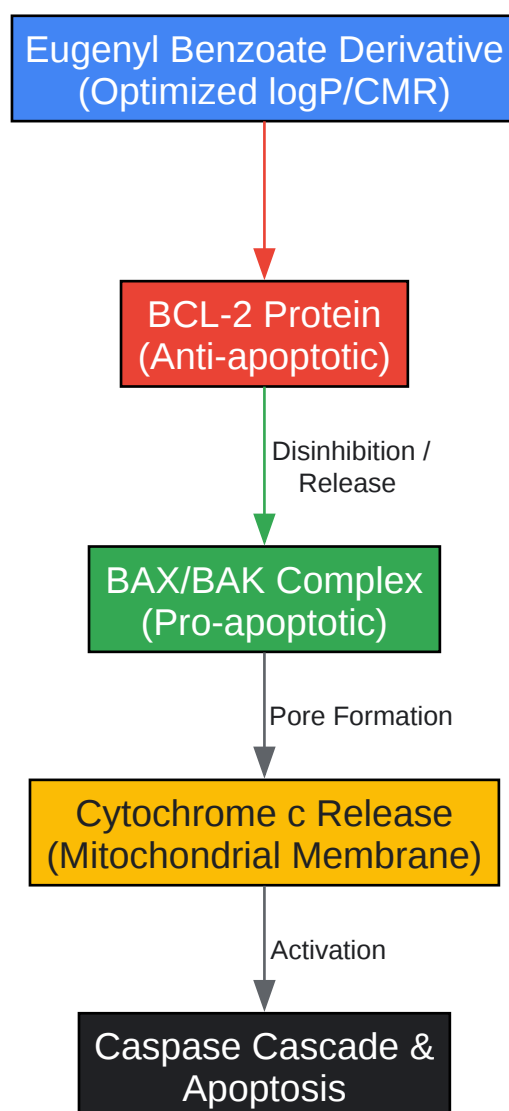 Eugenyl Benzoate Derivative
(Optimized logP/CMR)
BCL-2 Protein
(Anti-apoptotic)
Disinhibition /
Release
BAX/BAK Complex
(Pro-apoptotic)
Pore Formation
Cytochrome c Release
(Mitochondrial Membrane)
Activation
Caspase Cascade &
Apoptosis